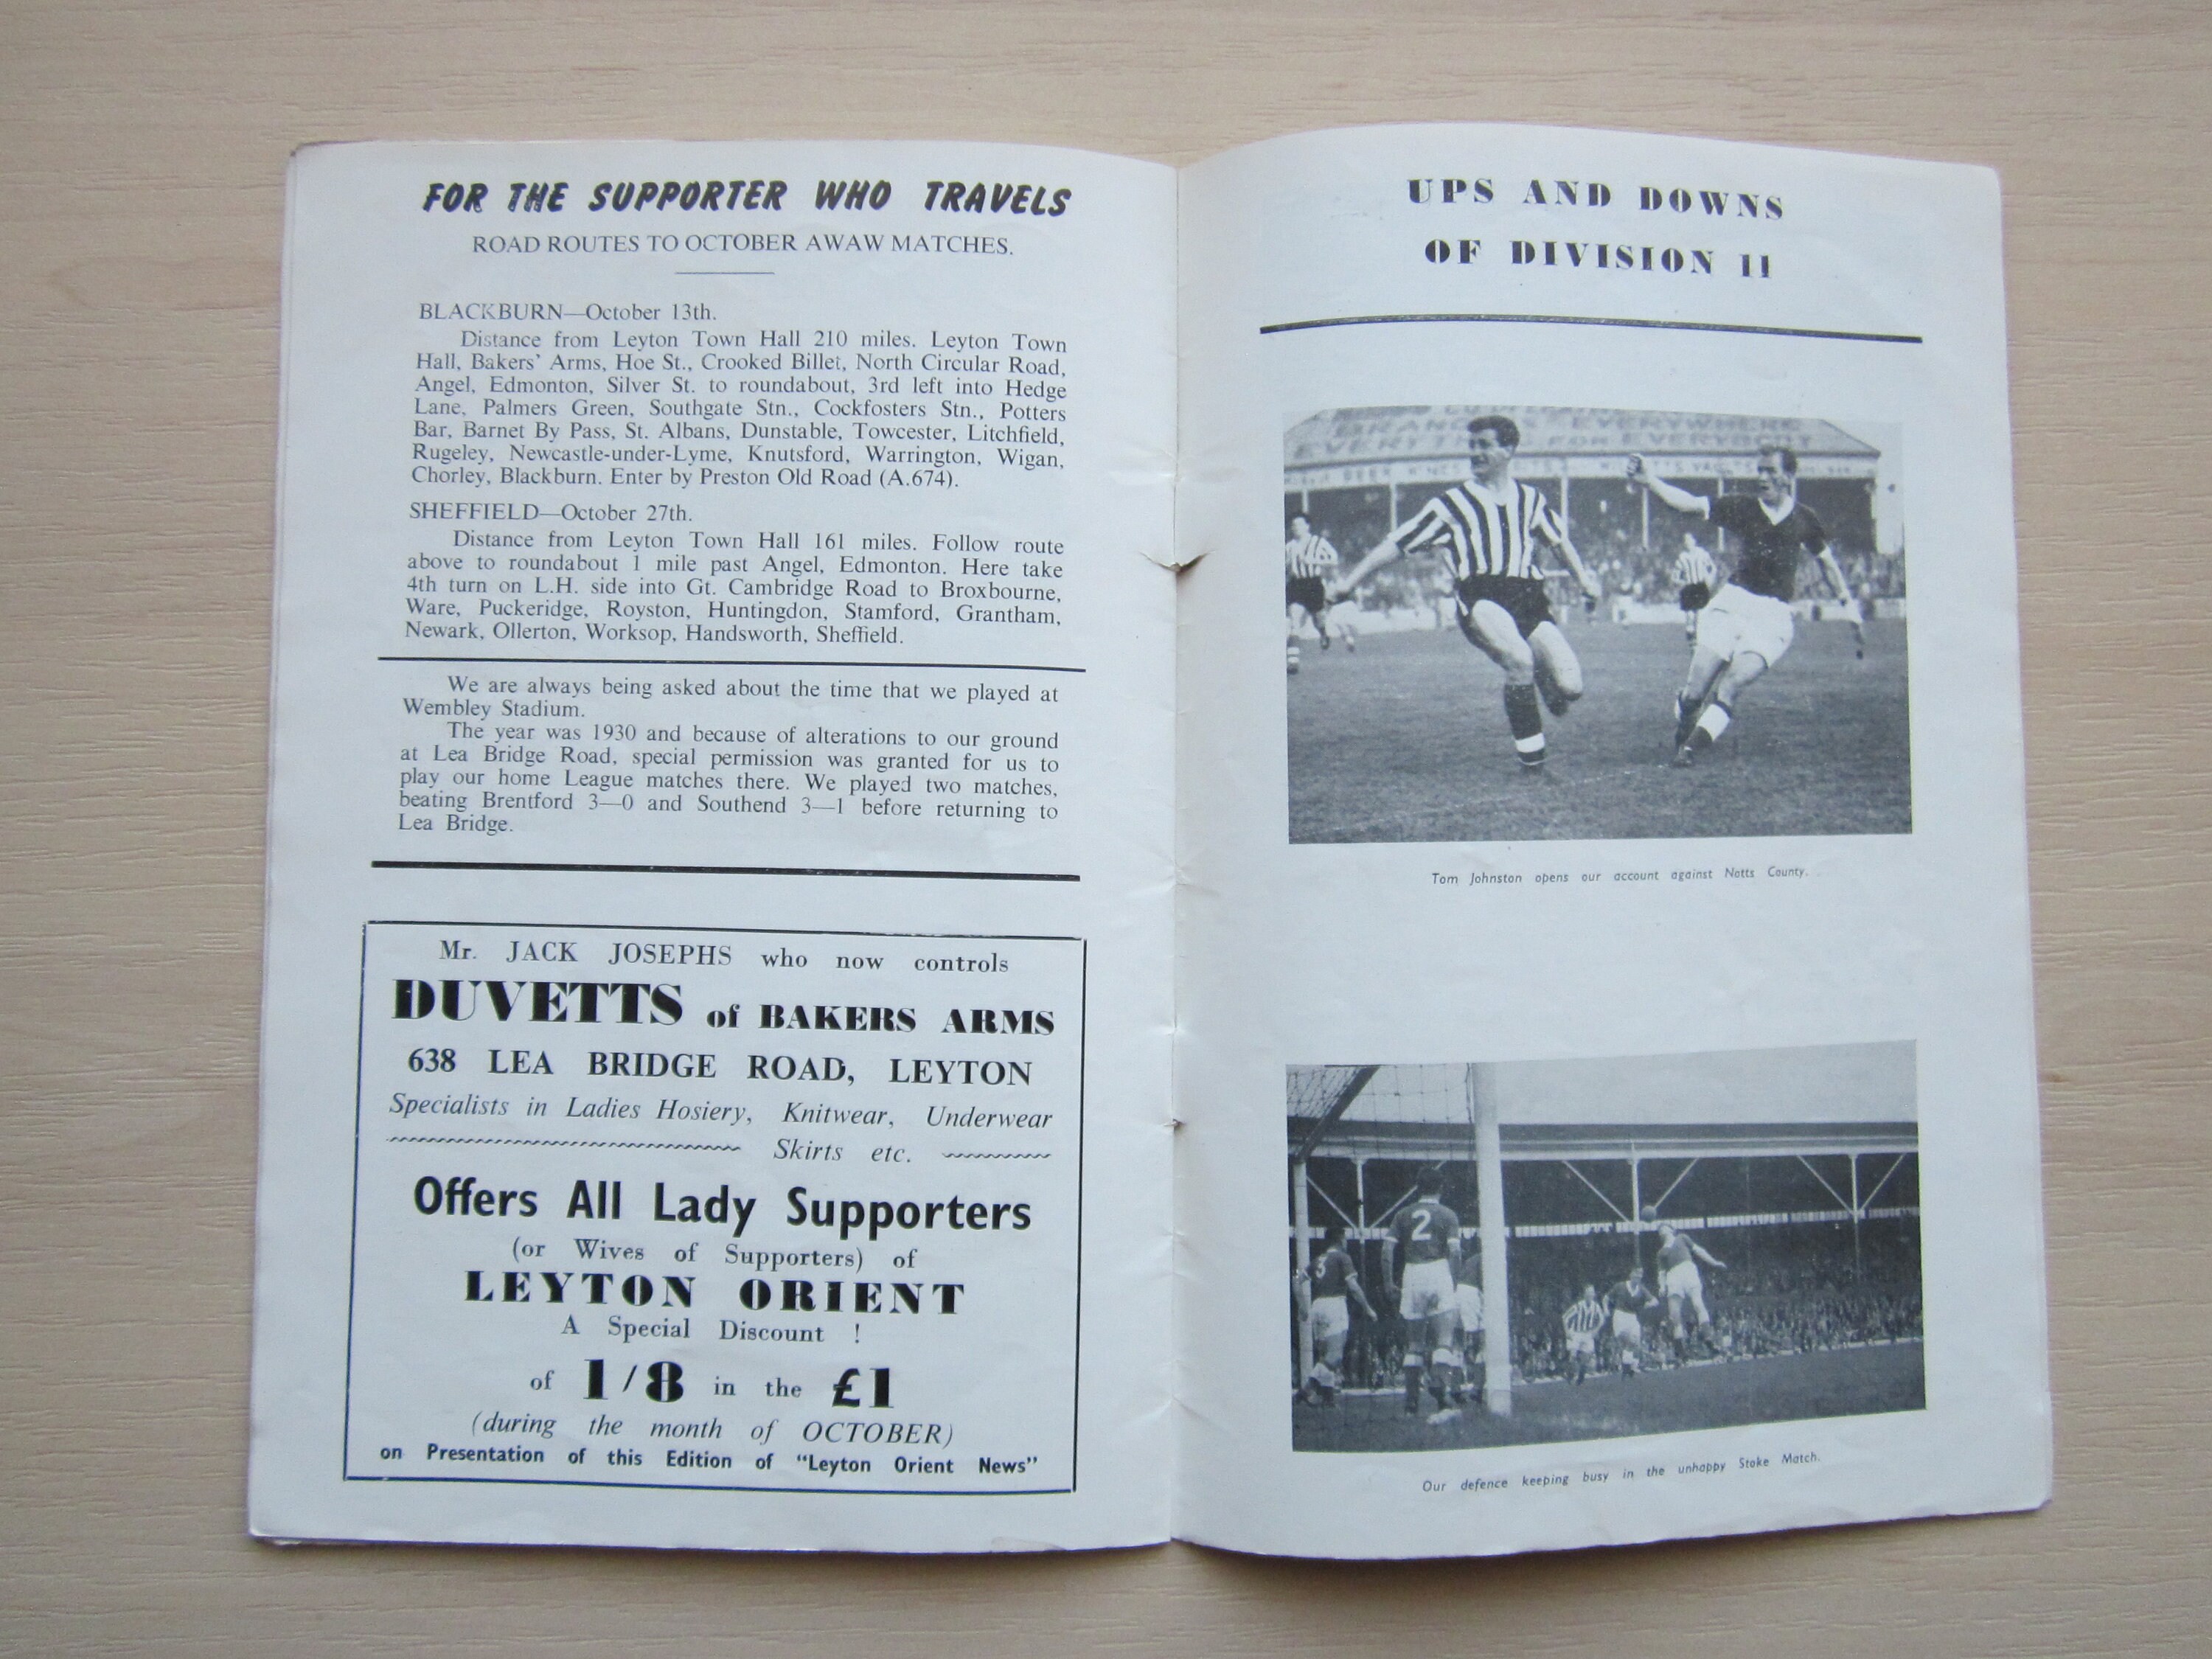 FOR THE SUPPORTER WHO TRAVELS
ROAD ROUTES TO OCTOBER AWAW MATCHES.
BLACKBURN—October 13th.
Distance from Leyton Town Hall 210 miles. Leyton Town
Hall, Bakers' Arms, Hoe St., Crooked Billet, North Circular Road,
Angel, Edmonton, Silver St. to roundabout, 3rd left into Hedge
Lane, Palmers Green, Southgate Stn., Cockfosters Stn., Potters
Bar, Barnet By Pass, St. Albans, Dunstable, Towcester, Litchfield,
Rugeley, Newcastle-under-Lyme, Knutsford, Warrington, Wigan,
Chorley, Blackburn. Enter by Preston Old Road (A.674).
SHEFFIELD—October 27th.
Distance from Leyton Town Hall 161 miles. Follow route
above to roundabout 1 mile past Angel, Edmonton. Here take
4th turn on L.H. side into Gt. Cambridge Road to Broxbourne,
Ware, Puckeridge, Royston, Huntingdon, Stamford, Grantham,
Newark, Ollerton, Worksop, Handsworth, Sheffield.
We are always being asked about the time that we played at
Wembley Stadium.
The year was 1930 and because of alterations to our ground
at Lea Bridge Road, special permission was granted for us to
play our home League matches there. We played two matches,
beating Brentford 3—0 and Southend 3—1 before returning to
Lea Bridge.
Mr. JACK JOSEPHS who now controls
DUVETTS of BAKERS ARMS
638 LEA BRIDGE ROAD, LEYTON
Specialists in Ladies Hosiery, Knitwear, Underwear
Skirts etc.
Offers All Lady Supporters
(or Wives of Supporters) of
LEYTON ORIENT
A Special Discount !
of 1/8 in the £1
(during the month of OCTOBER)
on Presentation of this Edition of "Leyton Orient News"
UPS AND DOWNS
OF DIVISION 11
BRANCHES EVERYWHERE
EVERYTHING FOR EVERYBODY
Tom Johnston opens our account against Notts County.
2
3
Our defence keeping busy in the unhappy Stoke Match.